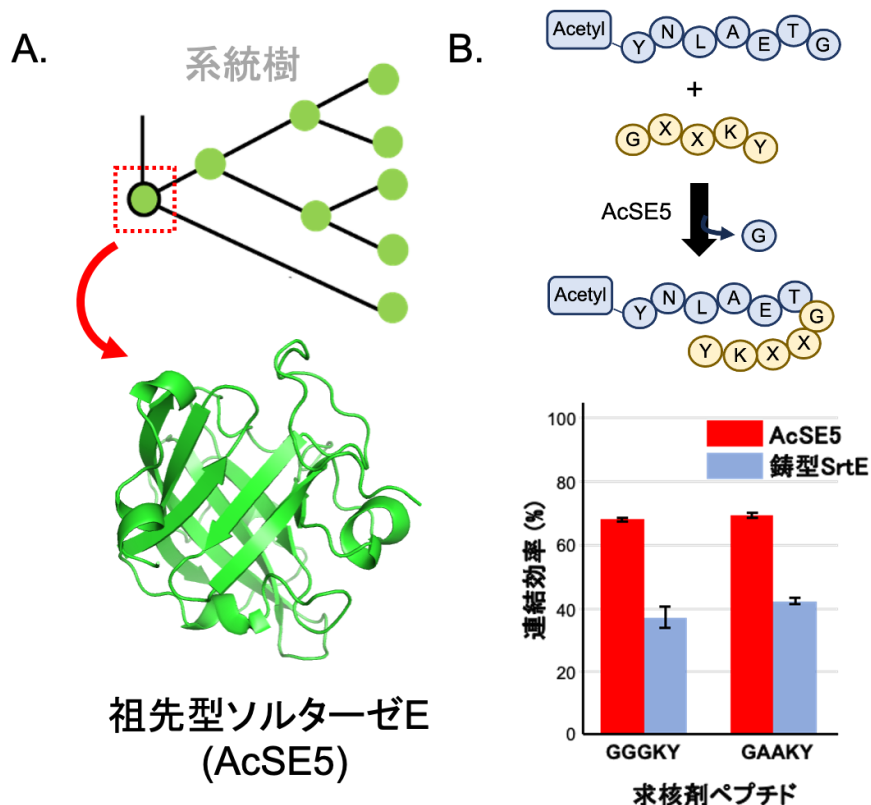 A.
系統樹
祖先型ソルターゼE
(AcSE5)
B.
Acetyl Y N L A E T G
+
G X X K Y
AcSE5
G
Acetyl Y N L A E T G
Y K X X
100
80
60
40
20
0
連結効率 (%)
AcSE5
鋳型SrtE
GGGKY GAAKY
求核剤ペプチド